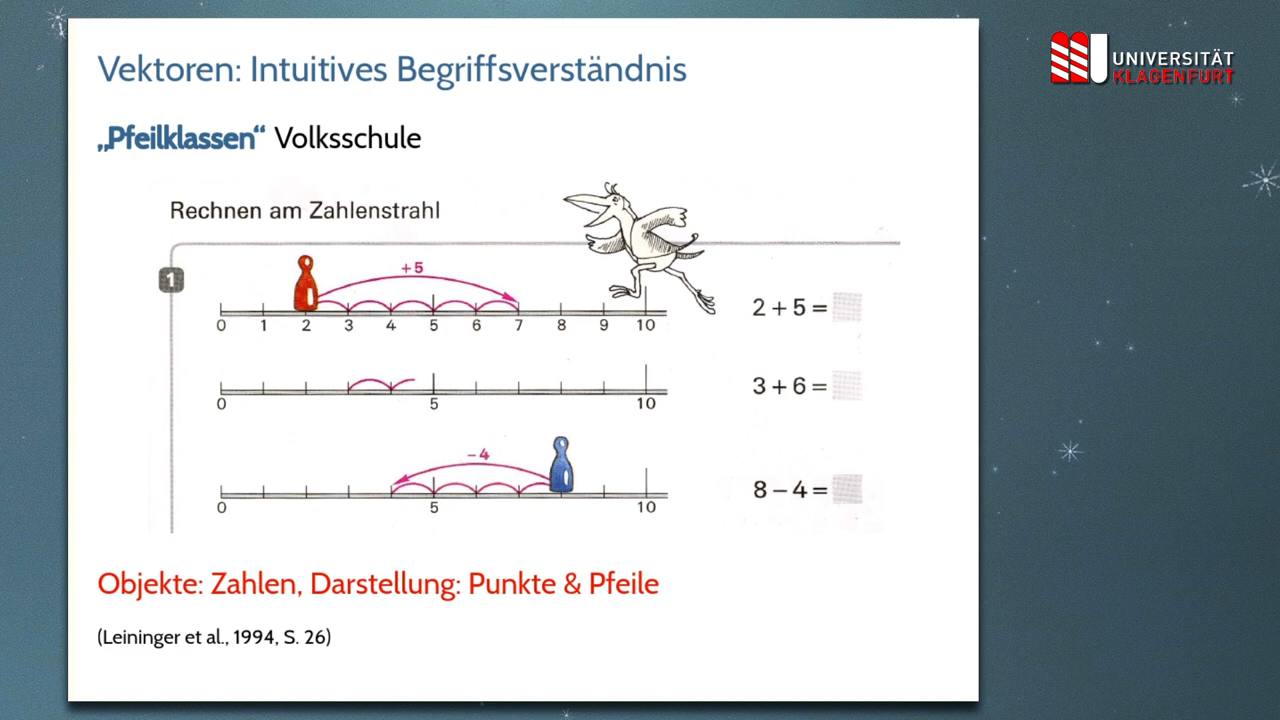 Vektoren: Intuitives Begriffsverständnis
UNIVERSITÄT
KLAGENFURT
„Pfeilklassen“ Volksschule
Rechnen am Zahlenstrahl
1
+5
0 1 2 3 4 5 6 7 8 9 10
2 + 5 =
0 5 10
3 + 6 =
−4
0 5 10
8 − 4 =
Objekte: Zahlen, Darstellung: Punkte & Pfeile
(Leininger et al., 1994, S. 26)